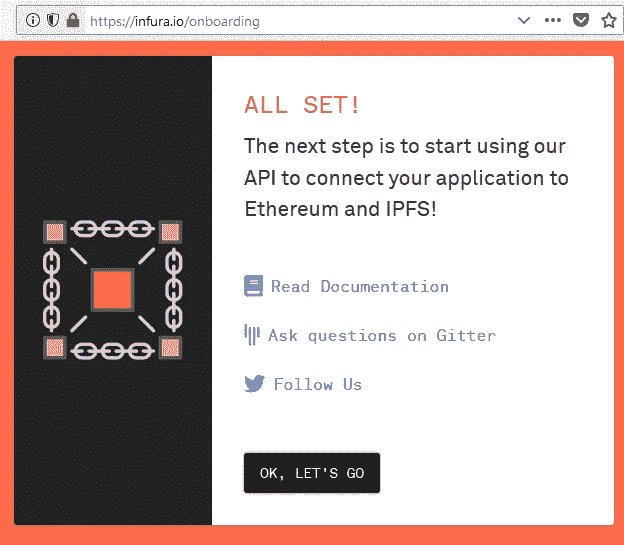 https://infura.io/onboarding
ALL SET!
The next step is to start using our
API to connect your application to
Ethereum and IPFS!
Read Documentation
Ask questions on Gitter
Follow Us
OK, LET'S GO